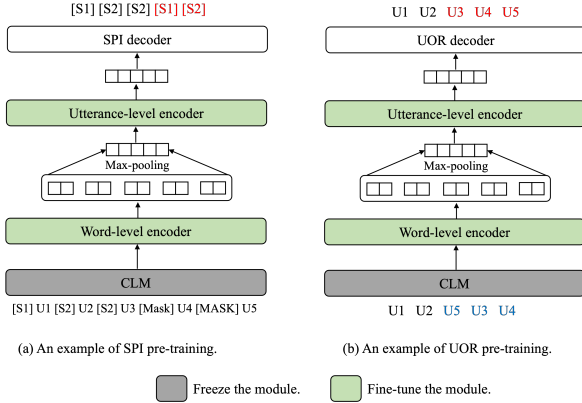 [S1] [S2] [S2] [S1] [S2]
SPI decoder
Utterance-level encoder
Max-pooling
Word-level encoder
CLM
[S1] U1 [S2] U2 [S2] U3 [Mask] U4 [MASK] U5
(a) An example of SPI pre-training.
U1 U2 U3 U4 U5
UOR decoder
Utterance-level encoder
Max-pooling
Word-level encoder
CLM
U1 U2 U5 U3 U4
(b) An example of UOR pre-training.
Freeze the module.
Fine-tune the module.